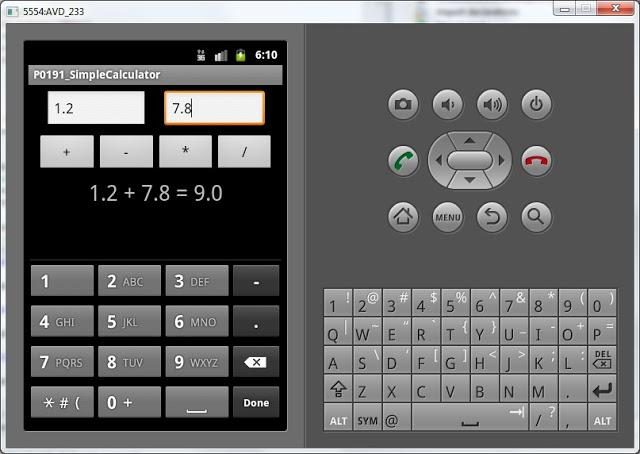 5554:AVD_233
3G 6:10
P0191_SimpleCalculator
1.2 7.8
+ - * /
1.2 + 7.8 = 9.0
1 2 ABC 3 DEF -
4 GHI 5 JKL 6 MNO .
7 PQRS 8 TUV 9 WXYZ
* # ( 0 + Done
MENU
1 ! 2 @ 3 # 4 $ 5 % 6 ^ 7 & 8 * 9 ( 0 )
Q | W ~ E " R ` T { Y } U _ I - O + P =
A S \ D ' F [ G ] H < J > K ; L : DEL
Z X C V B N M .
ALT SYM @ / ? , ALT